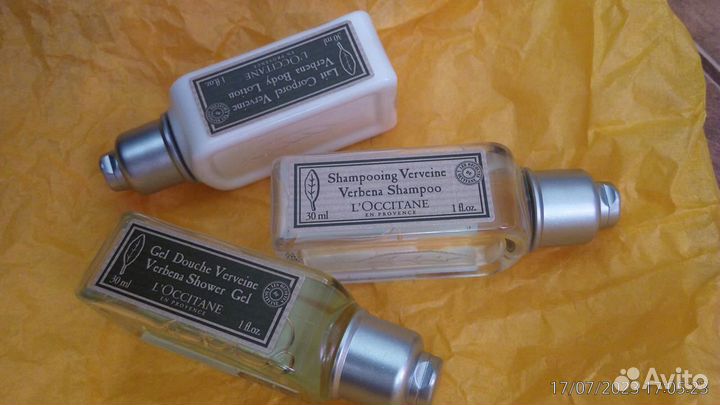 Lait Corporel Verveine
Verbena Body Lotion
L'OCCITANE
EN PROVENCE
30 ml
1 fl.oz.
Shampooing Verveine
Verbena Shampoo
L'OCCITANE
EN PROVENCE
30 ml
1 fl.oz.
Gel Douche Verveine
Verbena Shower Gel
L'OCCITANE
EN PROVENCE
30 ml
1 fl.oz.
17/07/2023 17:05:23
Avito